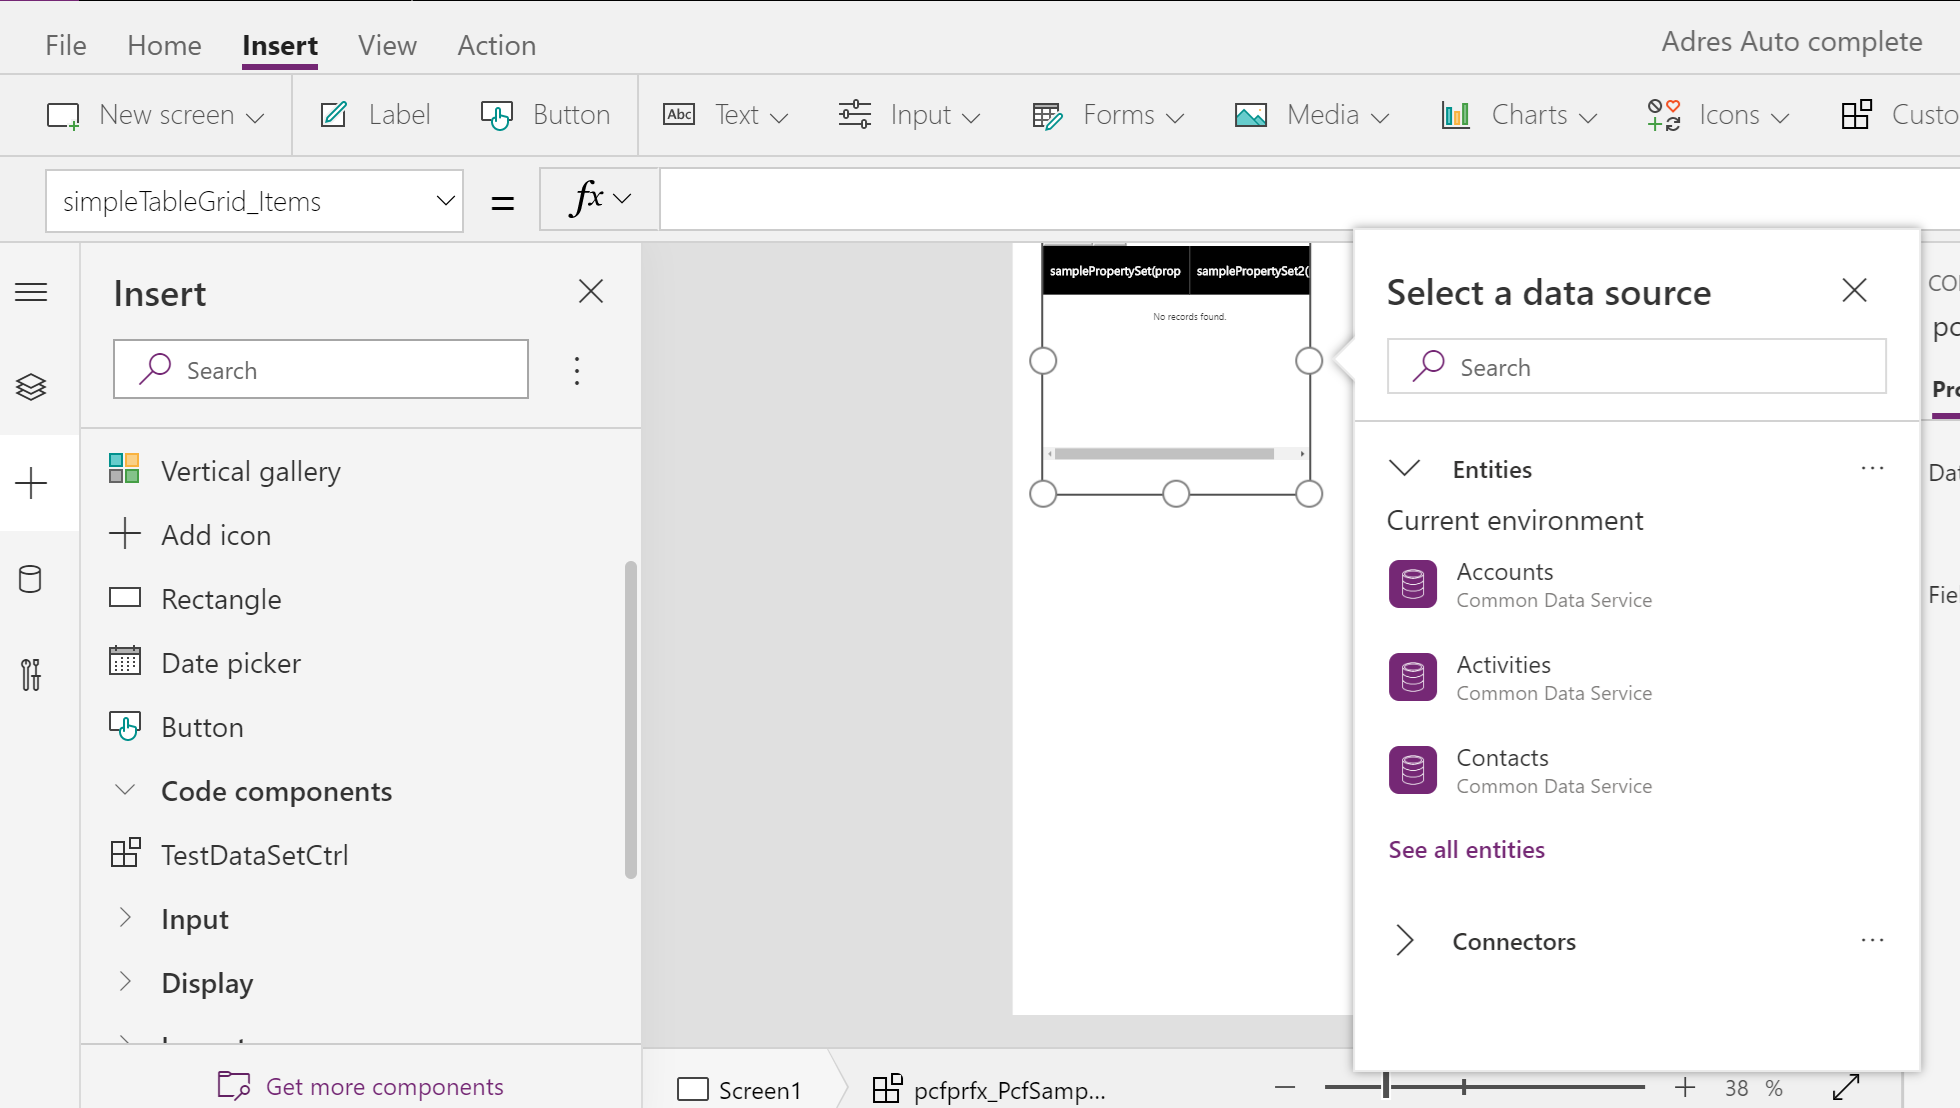 File Home Insert View Action Adres Auto complete
New screen Label Button Abc Text Input Forms Media Charts Icons Custo
simpleTableGrid_Items = fx
Insert
Search
Vertical gallery
Add icon
Rectangle
Date picker
Button
Code components
TestDataSetCtrl
Input
Display
Get more components
samplePropertySet(prop samplePropertySet2(
No records found.
Select a data source
Search
Entities ...
Current environment
Accounts
Common Data Service
Activities
Common Data Service
Contacts
Common Data Service
See all entities
Connectors ...
CO
pc
Pro
Dat
Fie
Screen1 pcfprfx_PcfSamp... 38 %